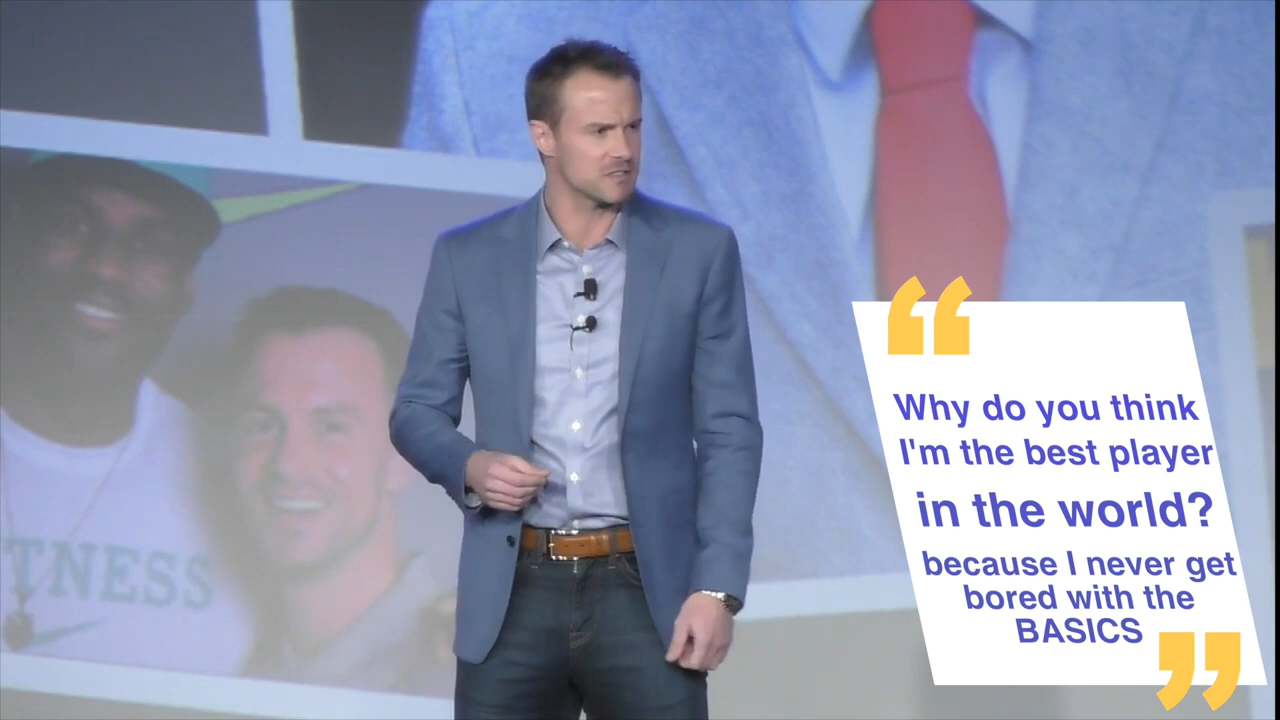 TNESS
“
Why do you think
I'm the best player
in the world?
because I never get
bored with the
BASICS
”